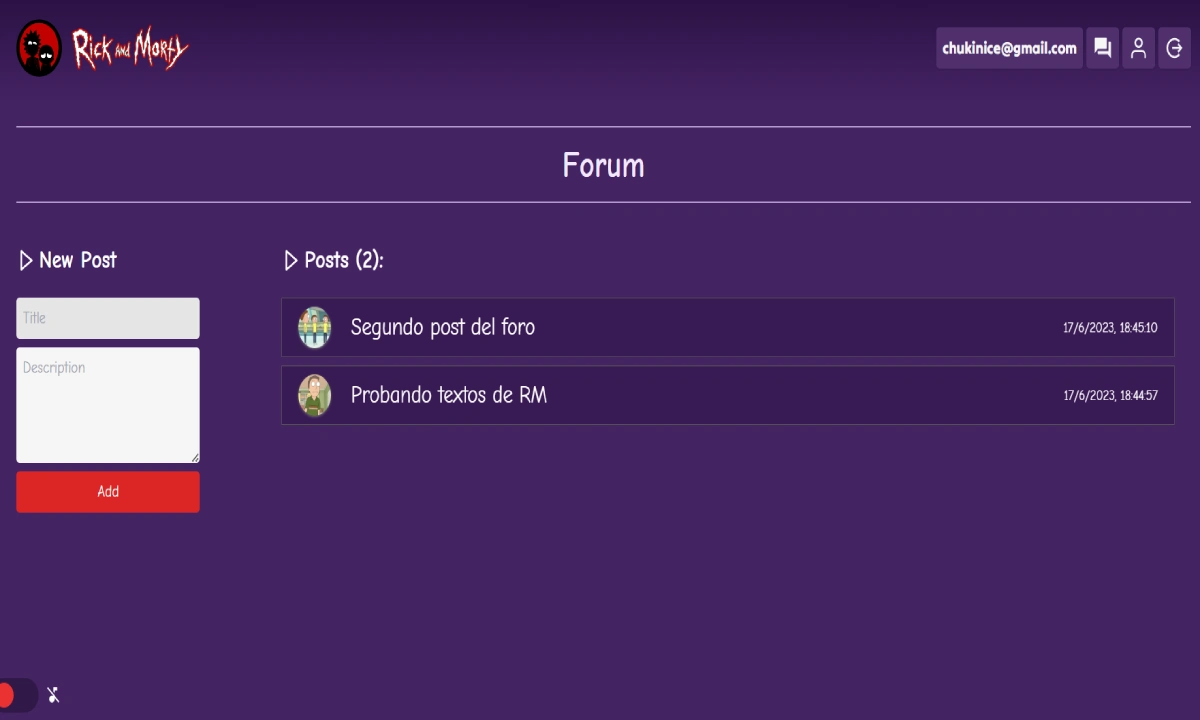 Rick and Morty
chukinice@gmail.com
Forum
New Post
Title
Description
Add
Posts (2):
Segundo post del foro
17/6/2023, 18:45:10
Probando textos de RM
17/6/2023, 18:44:57